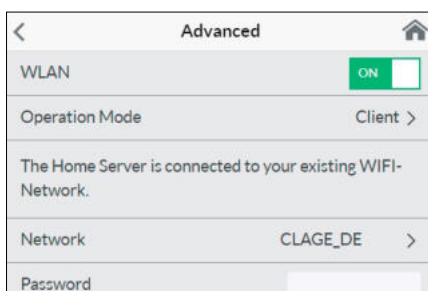 Advanced
WLAN
ON
Operation Mode
Client >
The Home Server is connected to your existing WIFI-
Network.
Network
CLAGE_DE >
Password